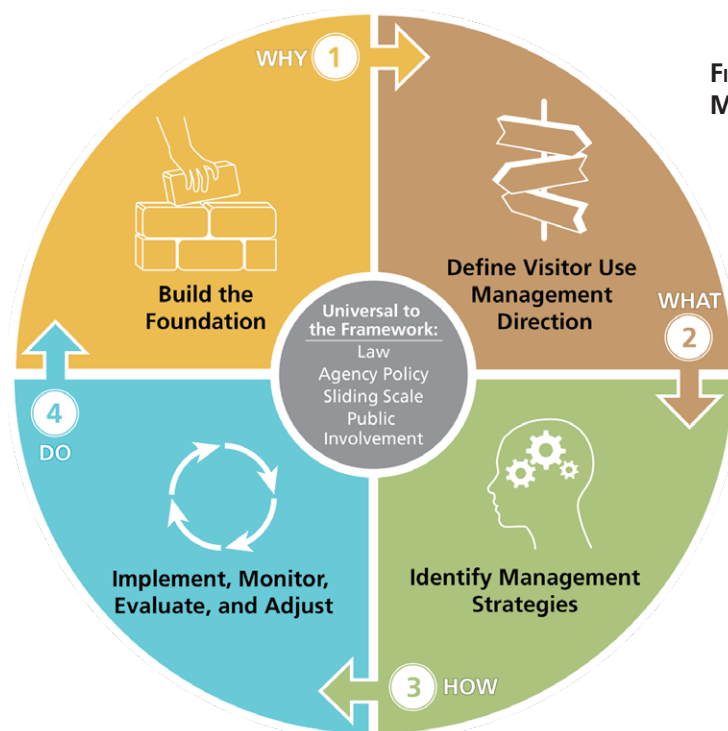 WHY 1
Build the
Foundation
Define Visitor Use
Management
Direction
WHAT
2
Universal to
the Framework:
Law
Agency Policy
Sliding Scale
Public
Involvement
Identify Management
Strategies
3 HOW
Implement, Monitor,
Evaluate, and Adjust
4
DO